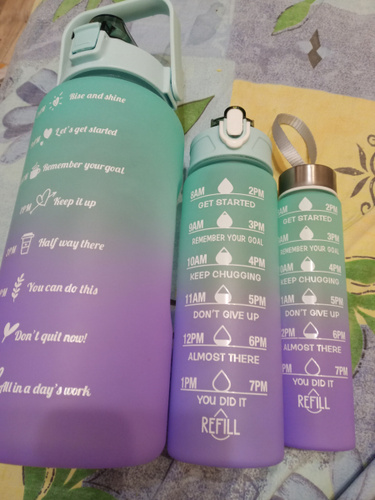 Rise and shine
Let's get started
Remember your goal
Keep it up
Half way there
You can do this
Don't quit now!
All in a day's work
8AM 2PM
GET STARTED
9AM 3PM
REMEMBER YOUR GOAL
10AM 4PM
KEEP CHUGGING
11AM 5PM
DON'T GIVE UP
12PM 6PM
ALMOST THERE
1PM 7PM
YOU DID IT
REFILL
2PM
GET STARTED
3PM
REMEMBER YOUR GOAL
4PM
KEEP CHUGGING
5PM
DON'T GIVE UP
6PM
ALMOST THERE
7PM
YOU DID IT
REFILL